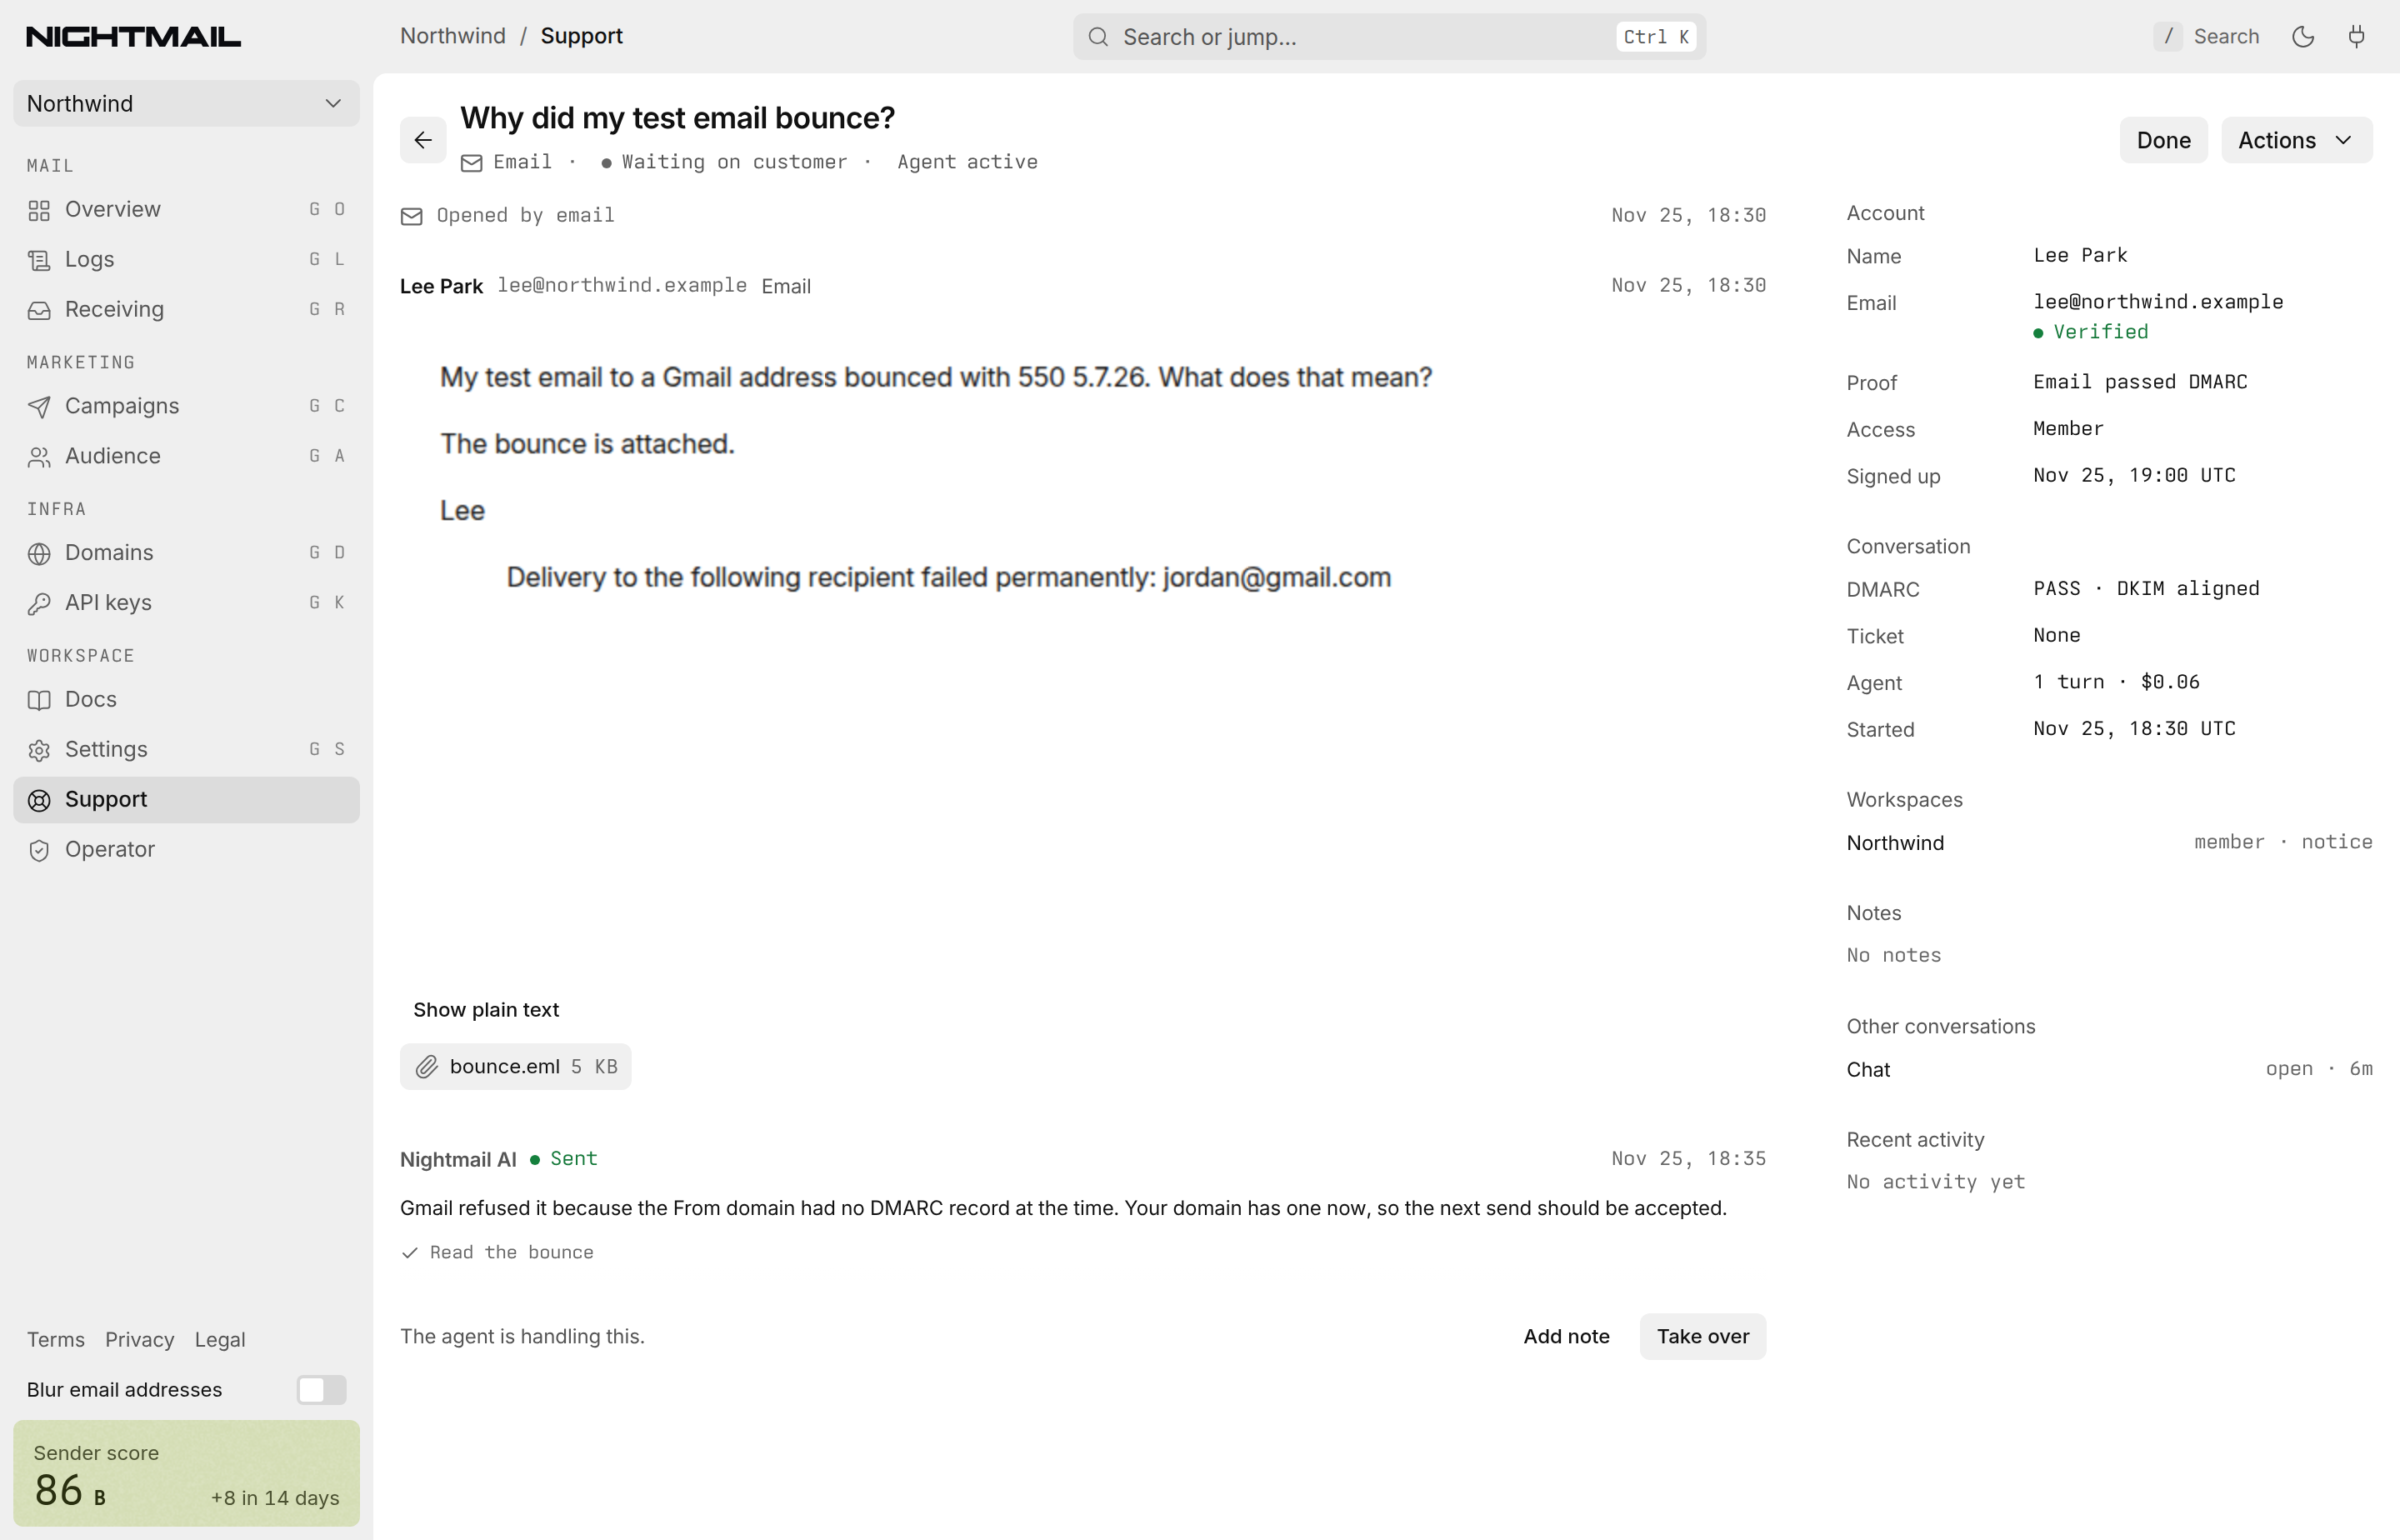 NIGHTMAIL
Northwind / Support
Search or jump... Ctrl K
/ Search
Northwind
MAIL
Overview G O
Logs G L
Receiving G R
MARKETING
Campaigns G C
Audience G A
INFRA
Domains G D
API keys G K
WORKSPACE
Docs
Settings G S
Support
Operator
Terms Privacy Legal
Blur email addresses
Sender score
86 B +8 in 14 days
Why did my test email bounce?
Email · Waiting on customer · Agent active
Done
Actions
Opened by email Nov 25, 18:30
Lee Park lee@northwind.example Email Nov 25, 18:30
My test email to a Gmail address bounced with 550 5.7.26. What does that mean?
The bounce is attached.
Lee
Delivery to the following recipient failed permanently: jordan@gmail.com
Show plain text
bounce.eml 5 KB
Nightmail AI Sent Nov 25, 18:35
Gmail refused it because the From domain had no DMARC record at the time. Your domain has one now, so the next send should be accepted.
Read the bounce
The agent is handling this. Add note Take over
Account
Name Lee Park
Email lee@northwind.example
Verified
Proof Email passed DMARC
Access Member
Signed up Nov 25, 19:00 UTC
Conversation
DMARC PASS · DKIM aligned
Ticket None
Agent 1 turn · $0.06
Started Nov 25, 18:30 UTC
Workspaces
Northwind member · notice
Notes
No notes
Other conversations
Chat open · 6m
Recent activity
No activity yet